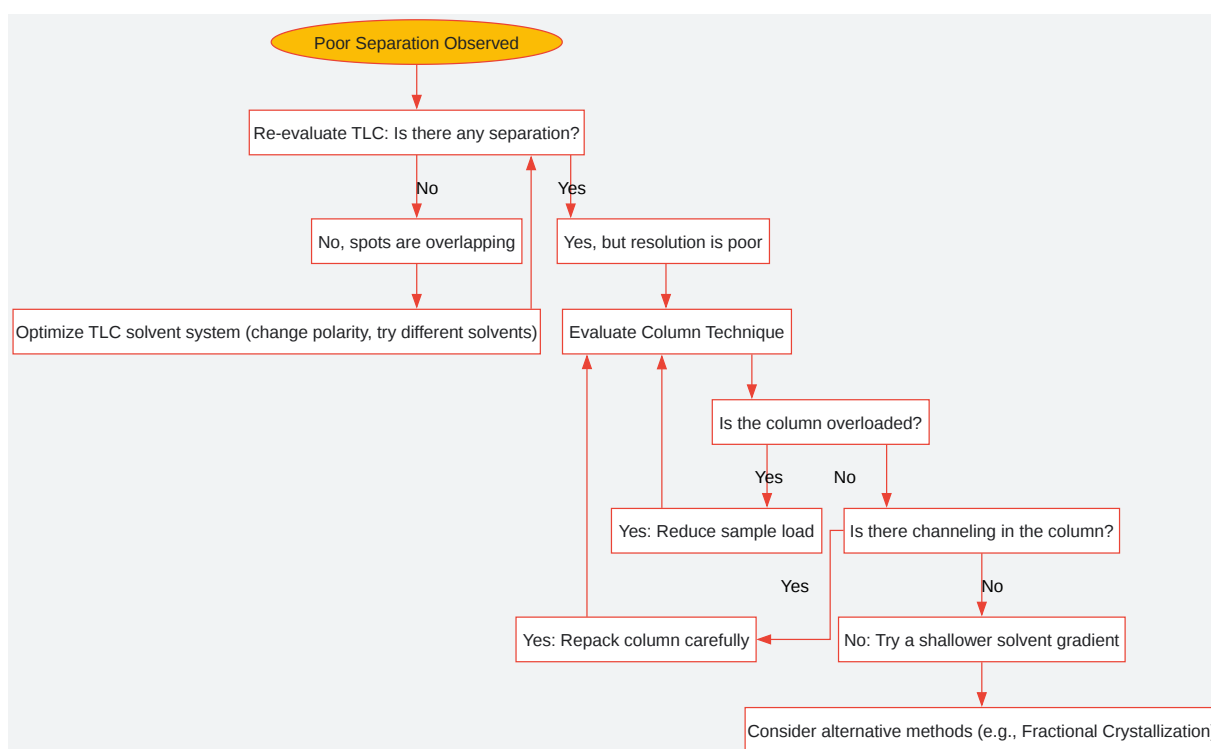 Poor Separation Observed
Re-evaluate TLC: Is there any separation?
No
Yes
No, spots are overlapping
Yes, but resolution is poor
Optimize TLC solvent system (change polarity, try different solvents)
Evaluate Column Technique
Is the column overloaded?
Yes
No
Yes: Reduce sample load
Is there channeling in the column?
Yes
No
Yes: Repack column carefully
No: Try a shallower solvent gradient
Consider alternative methods (e.g., Fractional Crystallization)